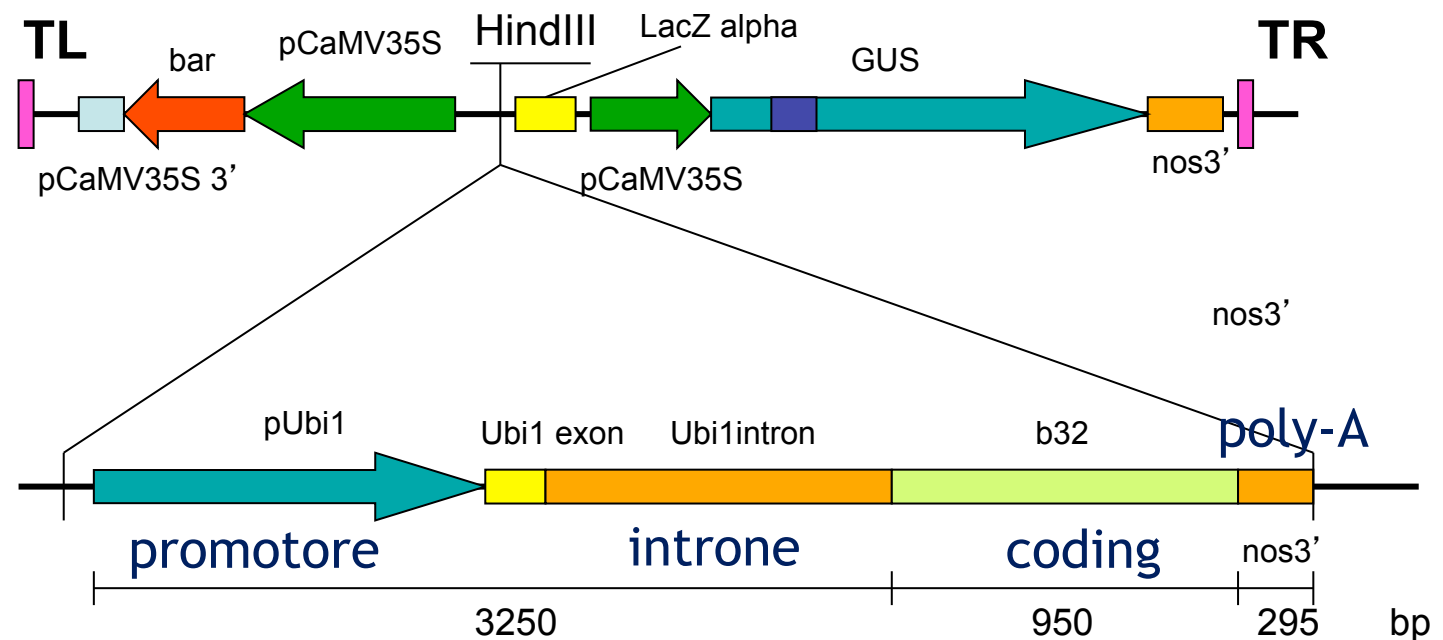 TL
bar
pCaMV35S
HindIII
LacZ alpha
GUS
TR
pCaMV35S 3’
pCaMV35S
nos3’
nos3’
pUbi1
Ubi1 exon
Ubi1intron
b32
poly-A
promotore
introne
coding
nos3’
3250
950
295
bp